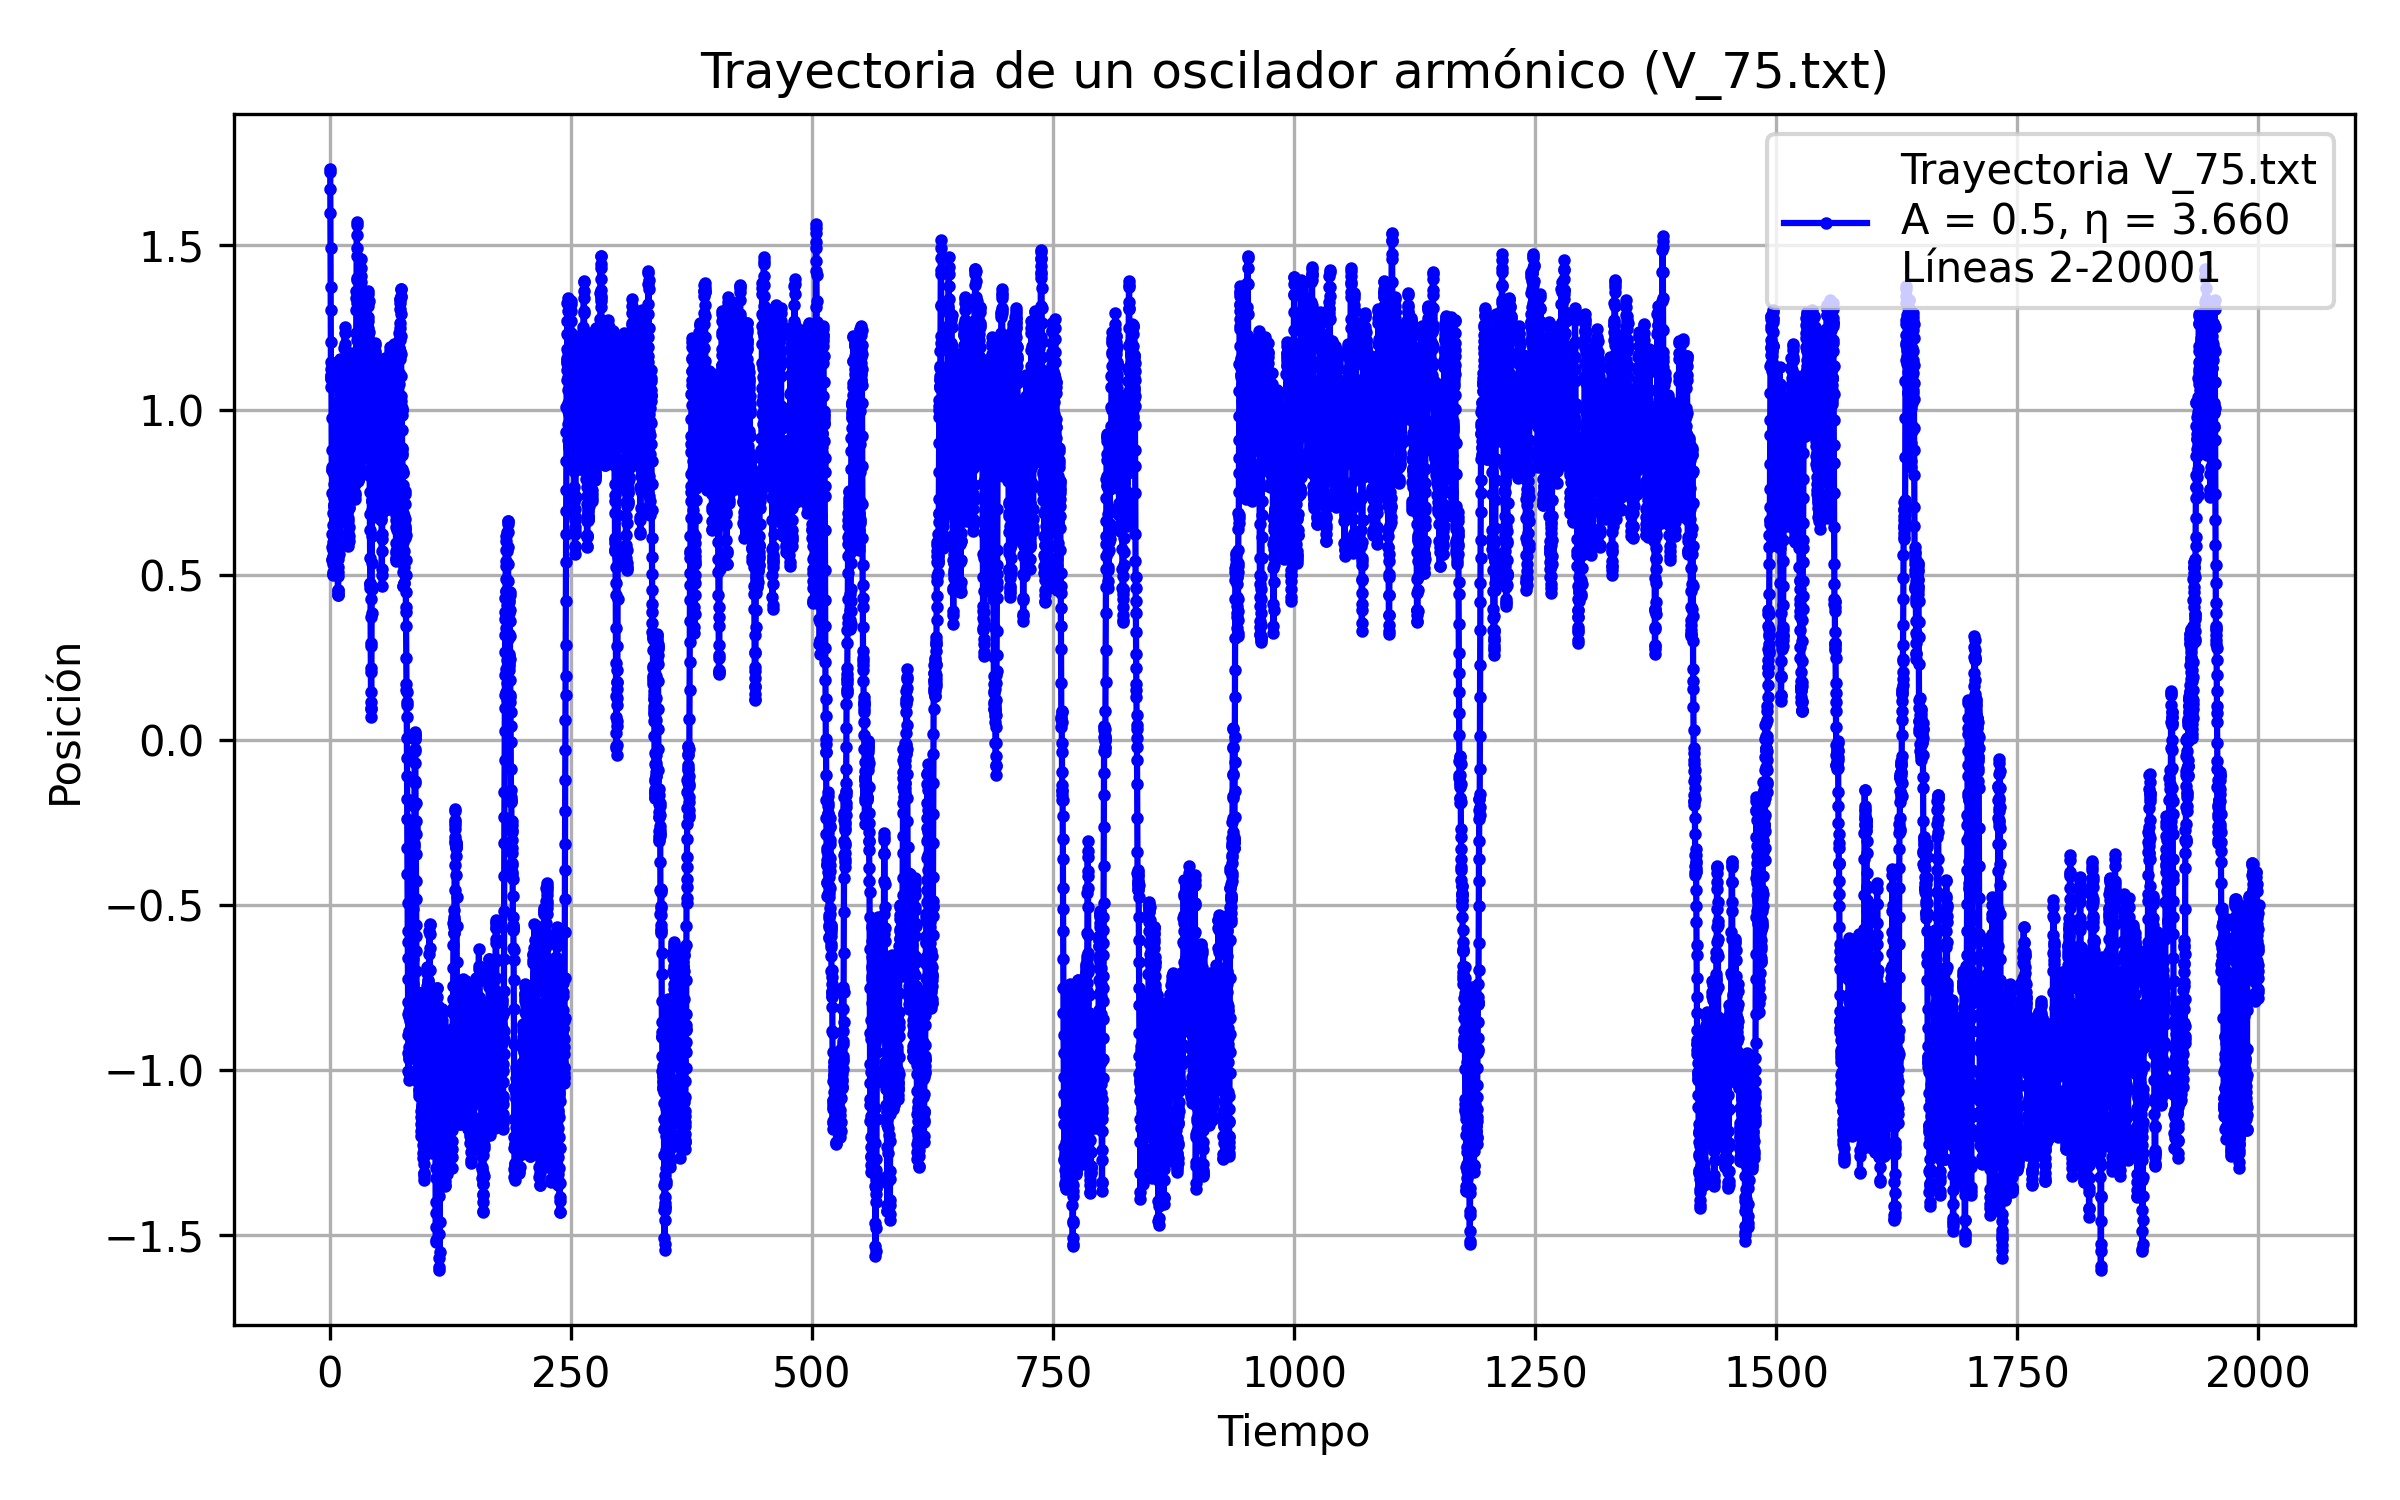 Trayectoria de un oscilador armónico (V_75.txt)
Trayectoria V_75.txt
A = 0.5, η = 3.660
Líneas 2-20001
1.5
1.0
0.5
0.0
−0.5
−1.0
−1.5
Posición
0
250
500
750
1000
1250
1500
1750
2000
Tiempo